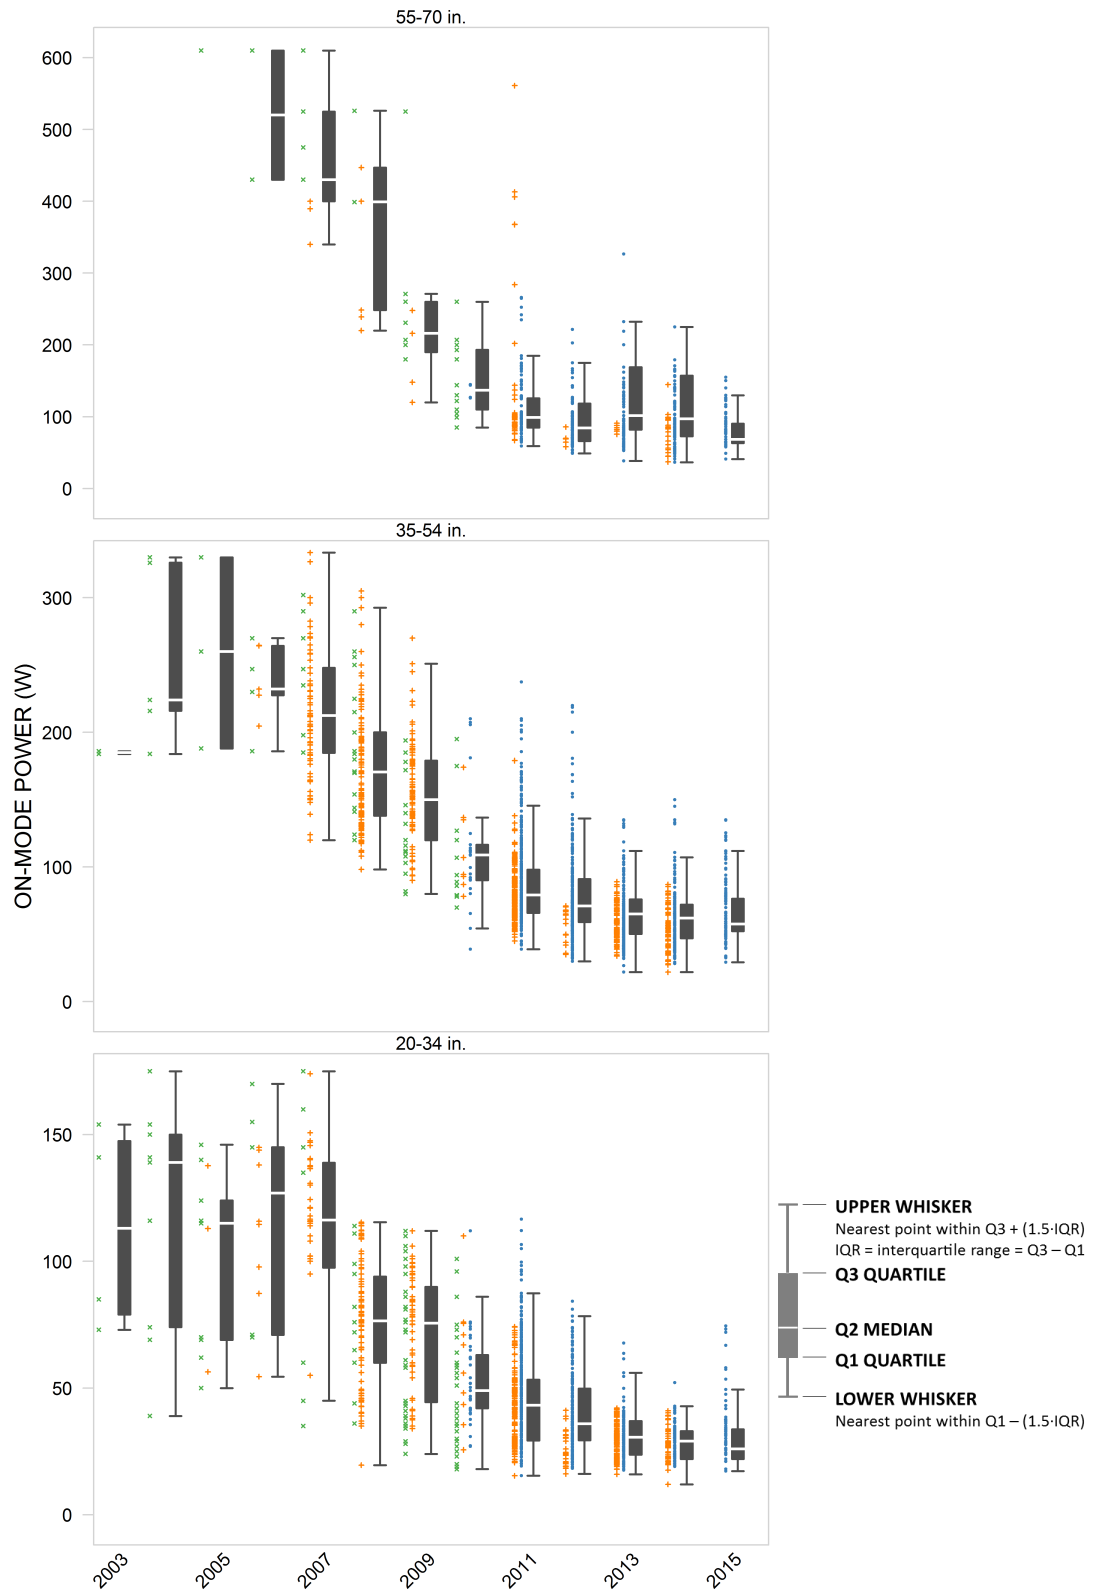 55-70 in.
600
500
400
300
200
100
0
35-54 in.
300
200
100
0
ON-MODE POWER (W)
20-34 in.
150
100
50
0
2003
2005
2007
2009
2011
2013
2015
UPPER WHISKER
Nearest point within Q3 + (1.5·IQR)
IQR = interquartile range = Q3 – Q1
Q3 QUARTILE
Q2 MEDIAN
Q1 QUARTILE
LOWER WHISKER
Nearest point within Q1 – (1.5·IQR)